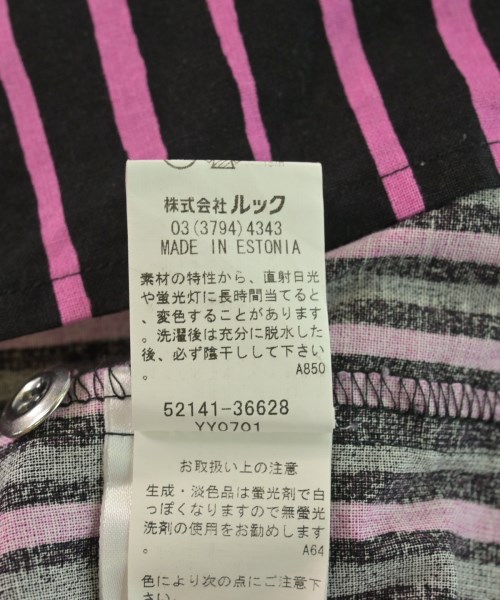 株式会社 ルック
03(3794)4343
MADE IN ESTONIA
素材の特性から、直射日光
や蛍光灯に長時間当てると
、変色することがあります
。洗濯後は充分に脱水した
後、必ず陰干しして下さい
。
A850
52141-36628
YY0701
お取扱い上の注意
生成・淡色品は蛍光剤で白
っぽくなりますので無蛍光
洗剤の使用をお勧めします
。
A64
色により次の点にご注意下
さい。